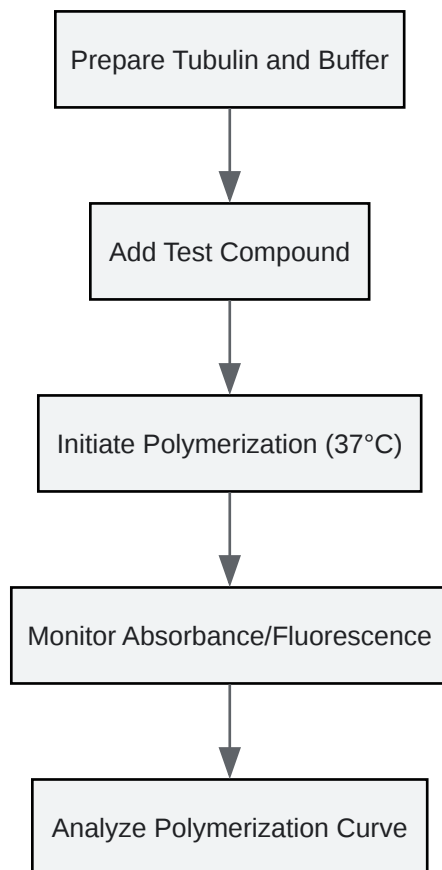 Prepare Tubulin and Buffer
Add Test Compound
Initiate Polymerization (37°C)
Monitor Absorbance/Fluorescence
Analyze Polymerization Curve